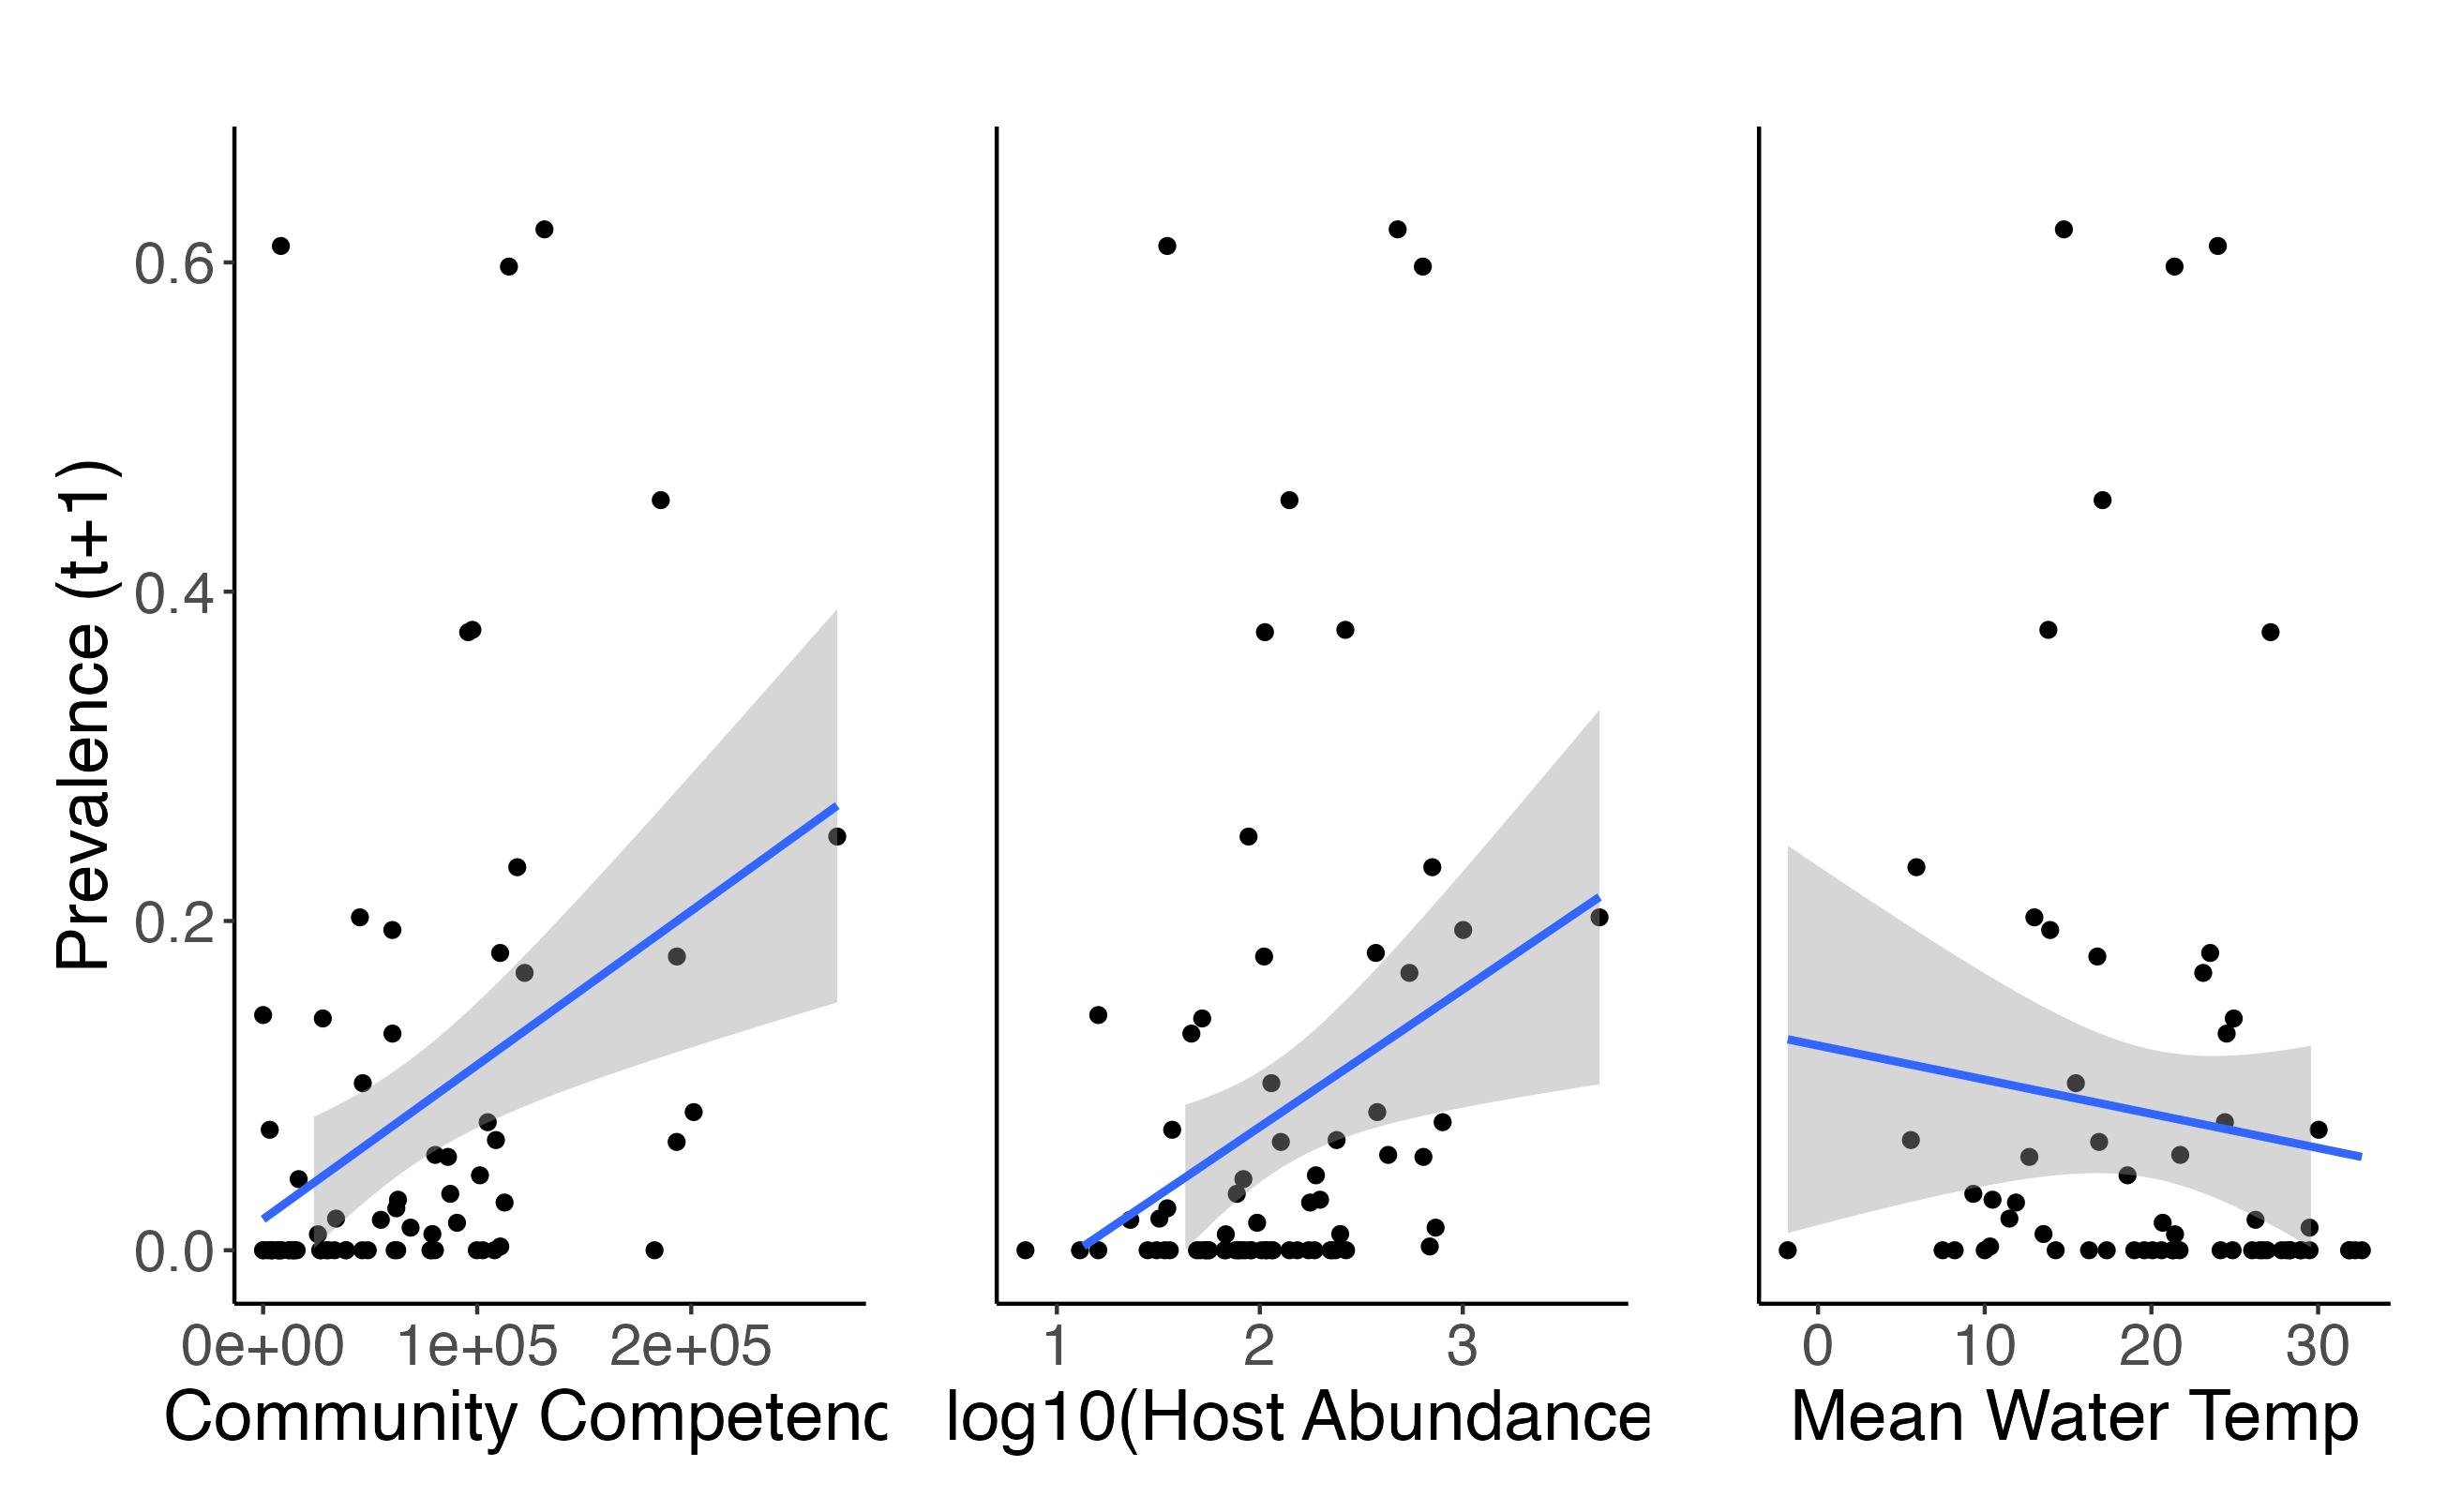 Prevalence (t+1)
0.6
0.4
0.2
0.0
0e+00 1e+05 2e+05
1 2 3
0 10 20 30
Community Competenc
log10(Host Abundance
Mean Water Temp